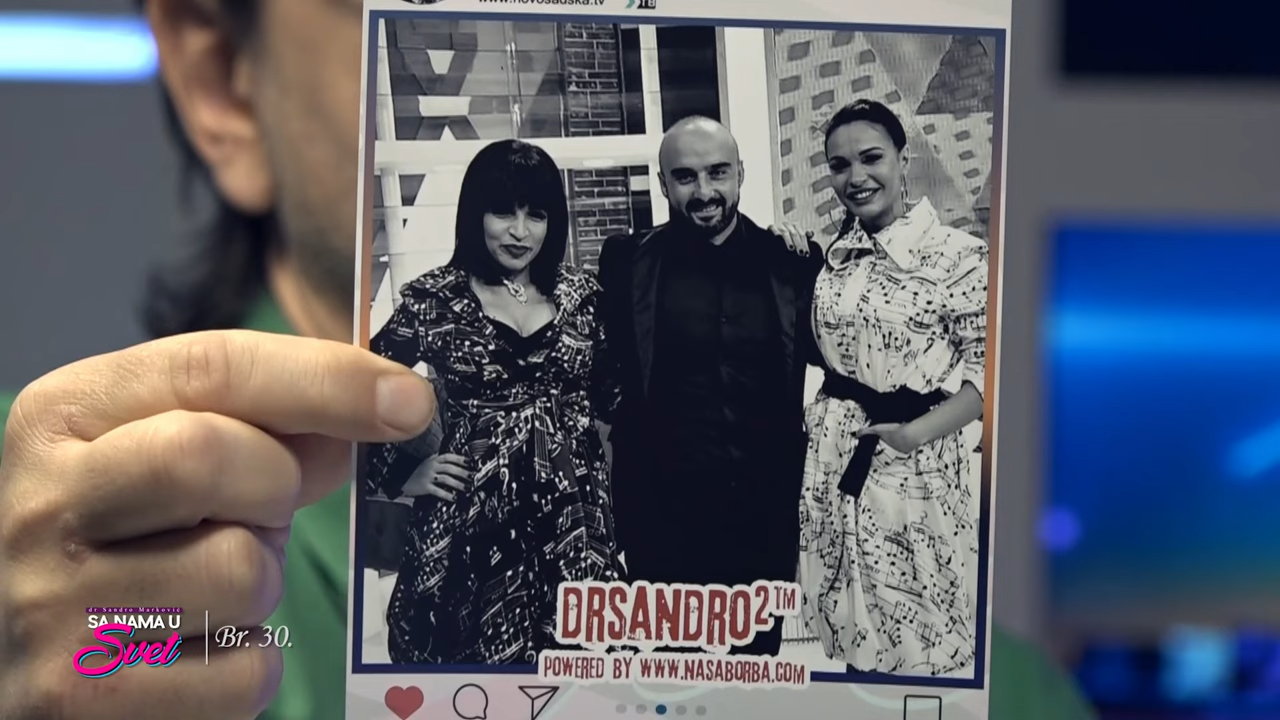 www.novosadska.tv
DRSANDRO2™
POWERED BY WWW.NASABORBA.COM
dr Sandro Marković
SA NAMA U
Svet
Br. 30.